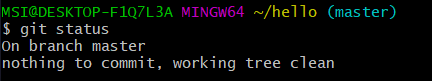 MSI@DESKTOP-F1Q7L3A MINGW64 ~/hello (master)
$ git status
On branch master
nothing to commit, working tree clean